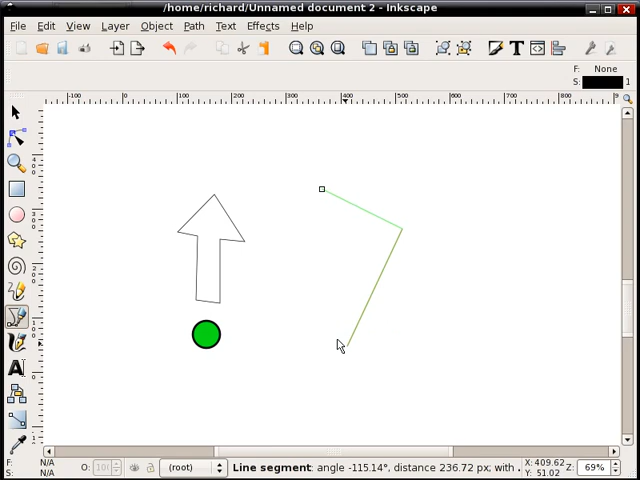 /home/richard/Unnamed document 2 - Inkscape
File Edit View Layer Object Path Text Effects Help
F: None
S: 1
-100 0 100 200 300 400 500 600 700 800
F: N/A
S: N/A
O: 100
(root)
Line segment: angle -115.14°, distance 236.72 px; with .
X: 409.62
Y: 51.02
Z: 69%